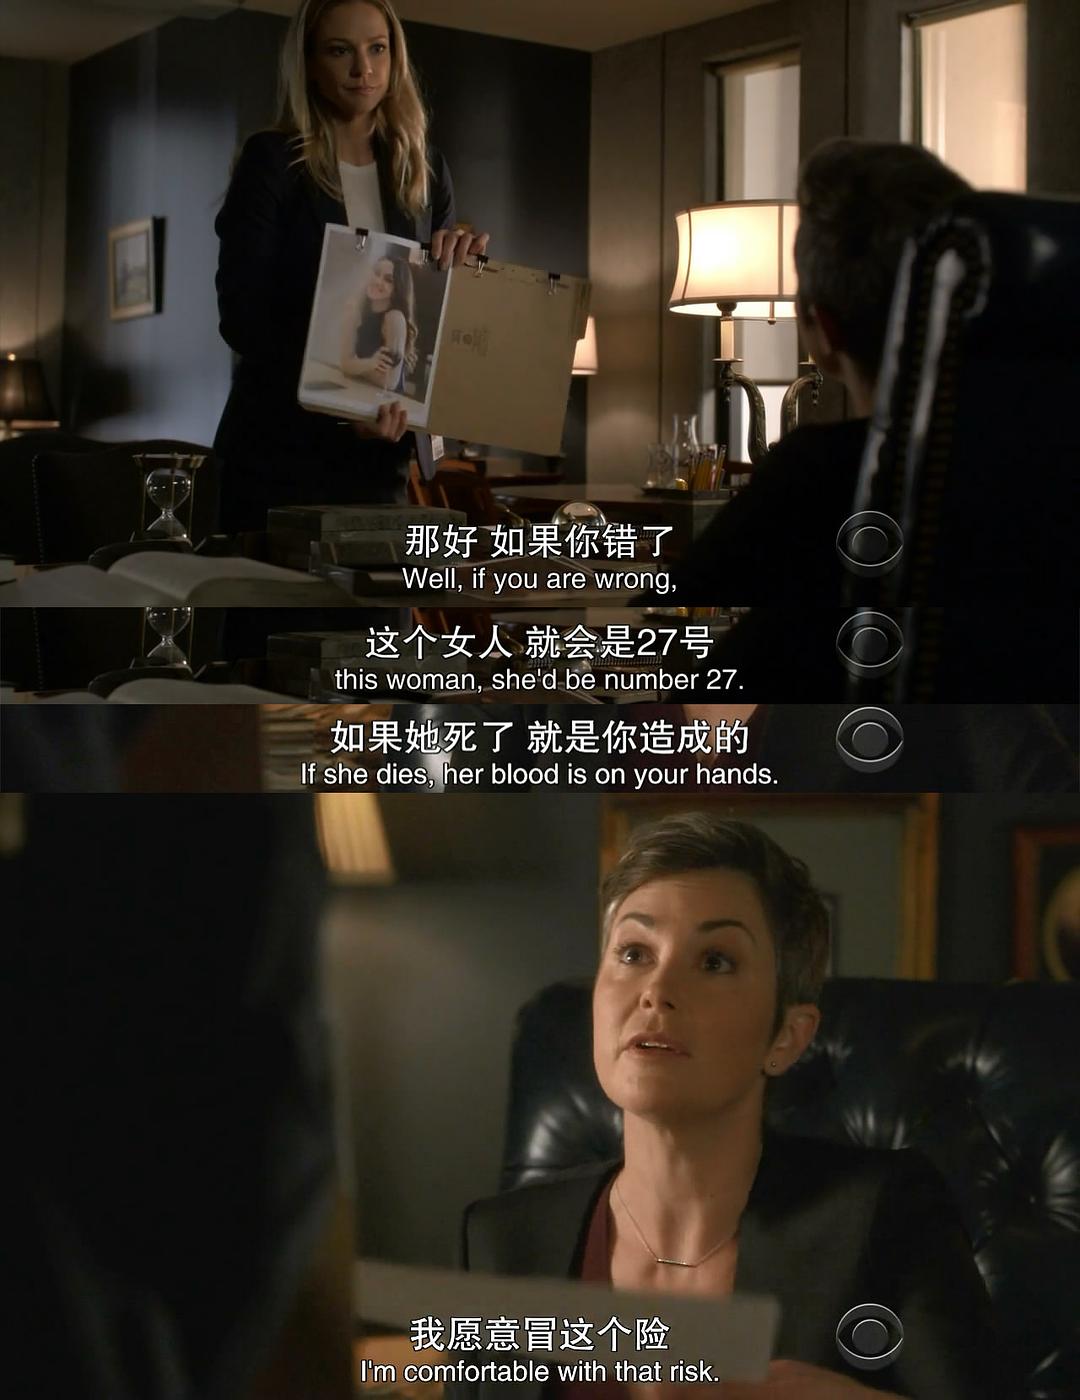 那好 如果你错了
Well, if you are wrong,
这个女人 就会是27号
this woman, she'd be number 27.
如果她死了 就是你造成的
If she dies, her blood is on your hands.
我愿意冒这个险
I'm comfortable with that risk.